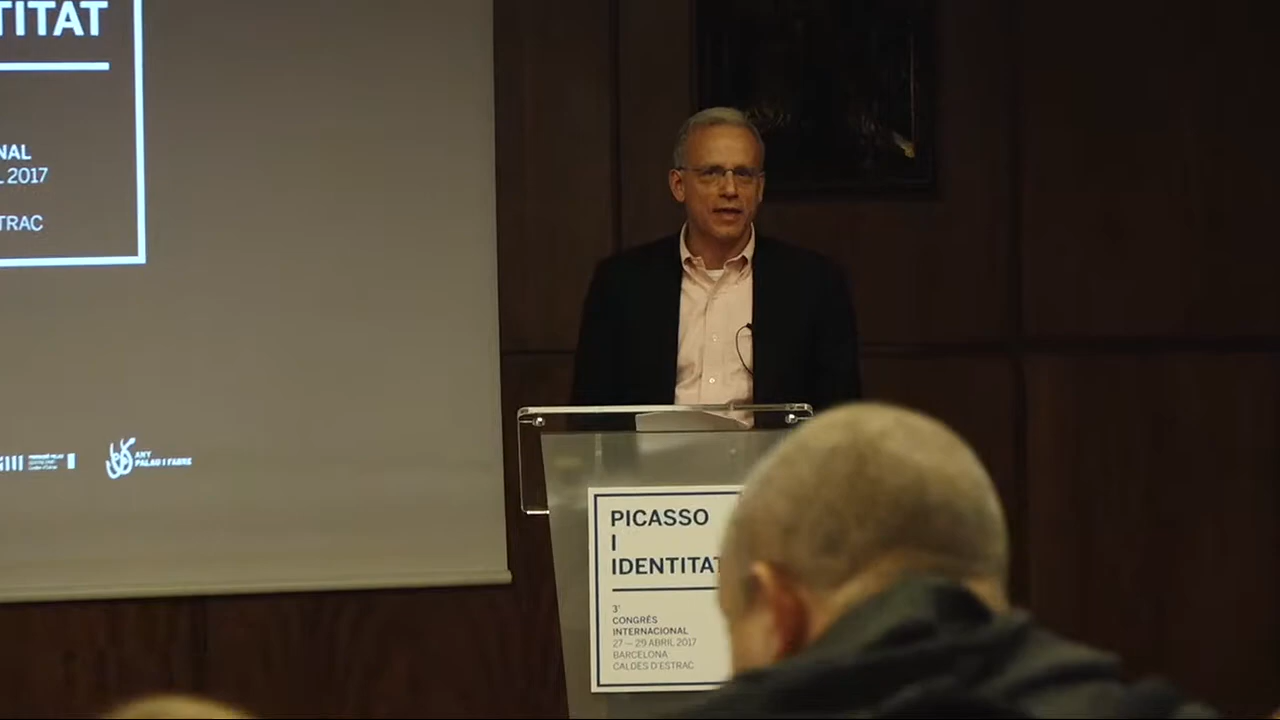 TITAT
NAL
L 2017
TRAC
ANY
PALAU I FABRE
PICASSO
I
IDENTITAT
3r
CONGRÉS
INTERNACIONAL
27 — 29 ABRIL 2017
BARCELONA
CALDES D'ESTRAC